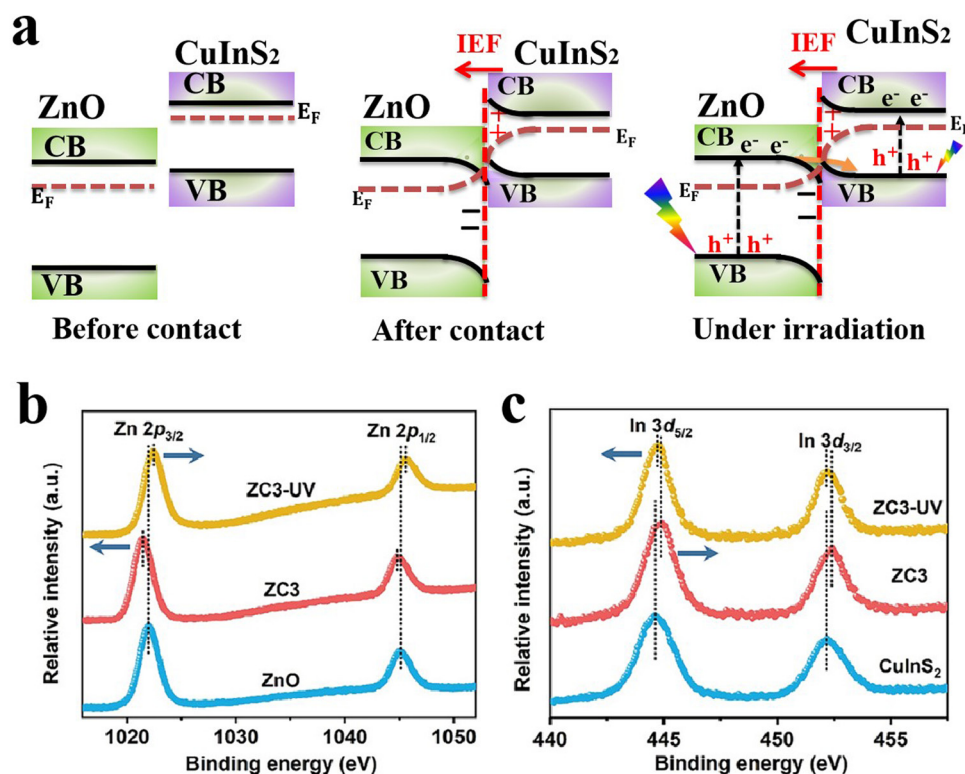 a
ZnO
CB
E_F
VB
CuInS₂
CB
E_F
VB
Before contact
IEF
ZnO
CB
E_F
VB
CuInS₂
CB
+
+
E_F
VB
After contact
IEF
ZnO
CB e⁻ e⁻
E_F
h⁺ h⁺
VB
CuInS₂
CB
e⁻ e⁻
+
+
E_F
h⁺ h⁺
VB
Under irradiation
b
Zn 2p₃/₂
Zn 2p₁/₂
ZC3-UV
ZC3
ZnO
Relative intensity (a.u.)
1020 1030 1040 1050
Binding energy (eV)
c
In 3d₅/₂
In 3d₃/₂
ZC3-UV
ZC3
CuInS₂
Relative intensity (a.u.)
440 445 450 455
Binding energy (eV)